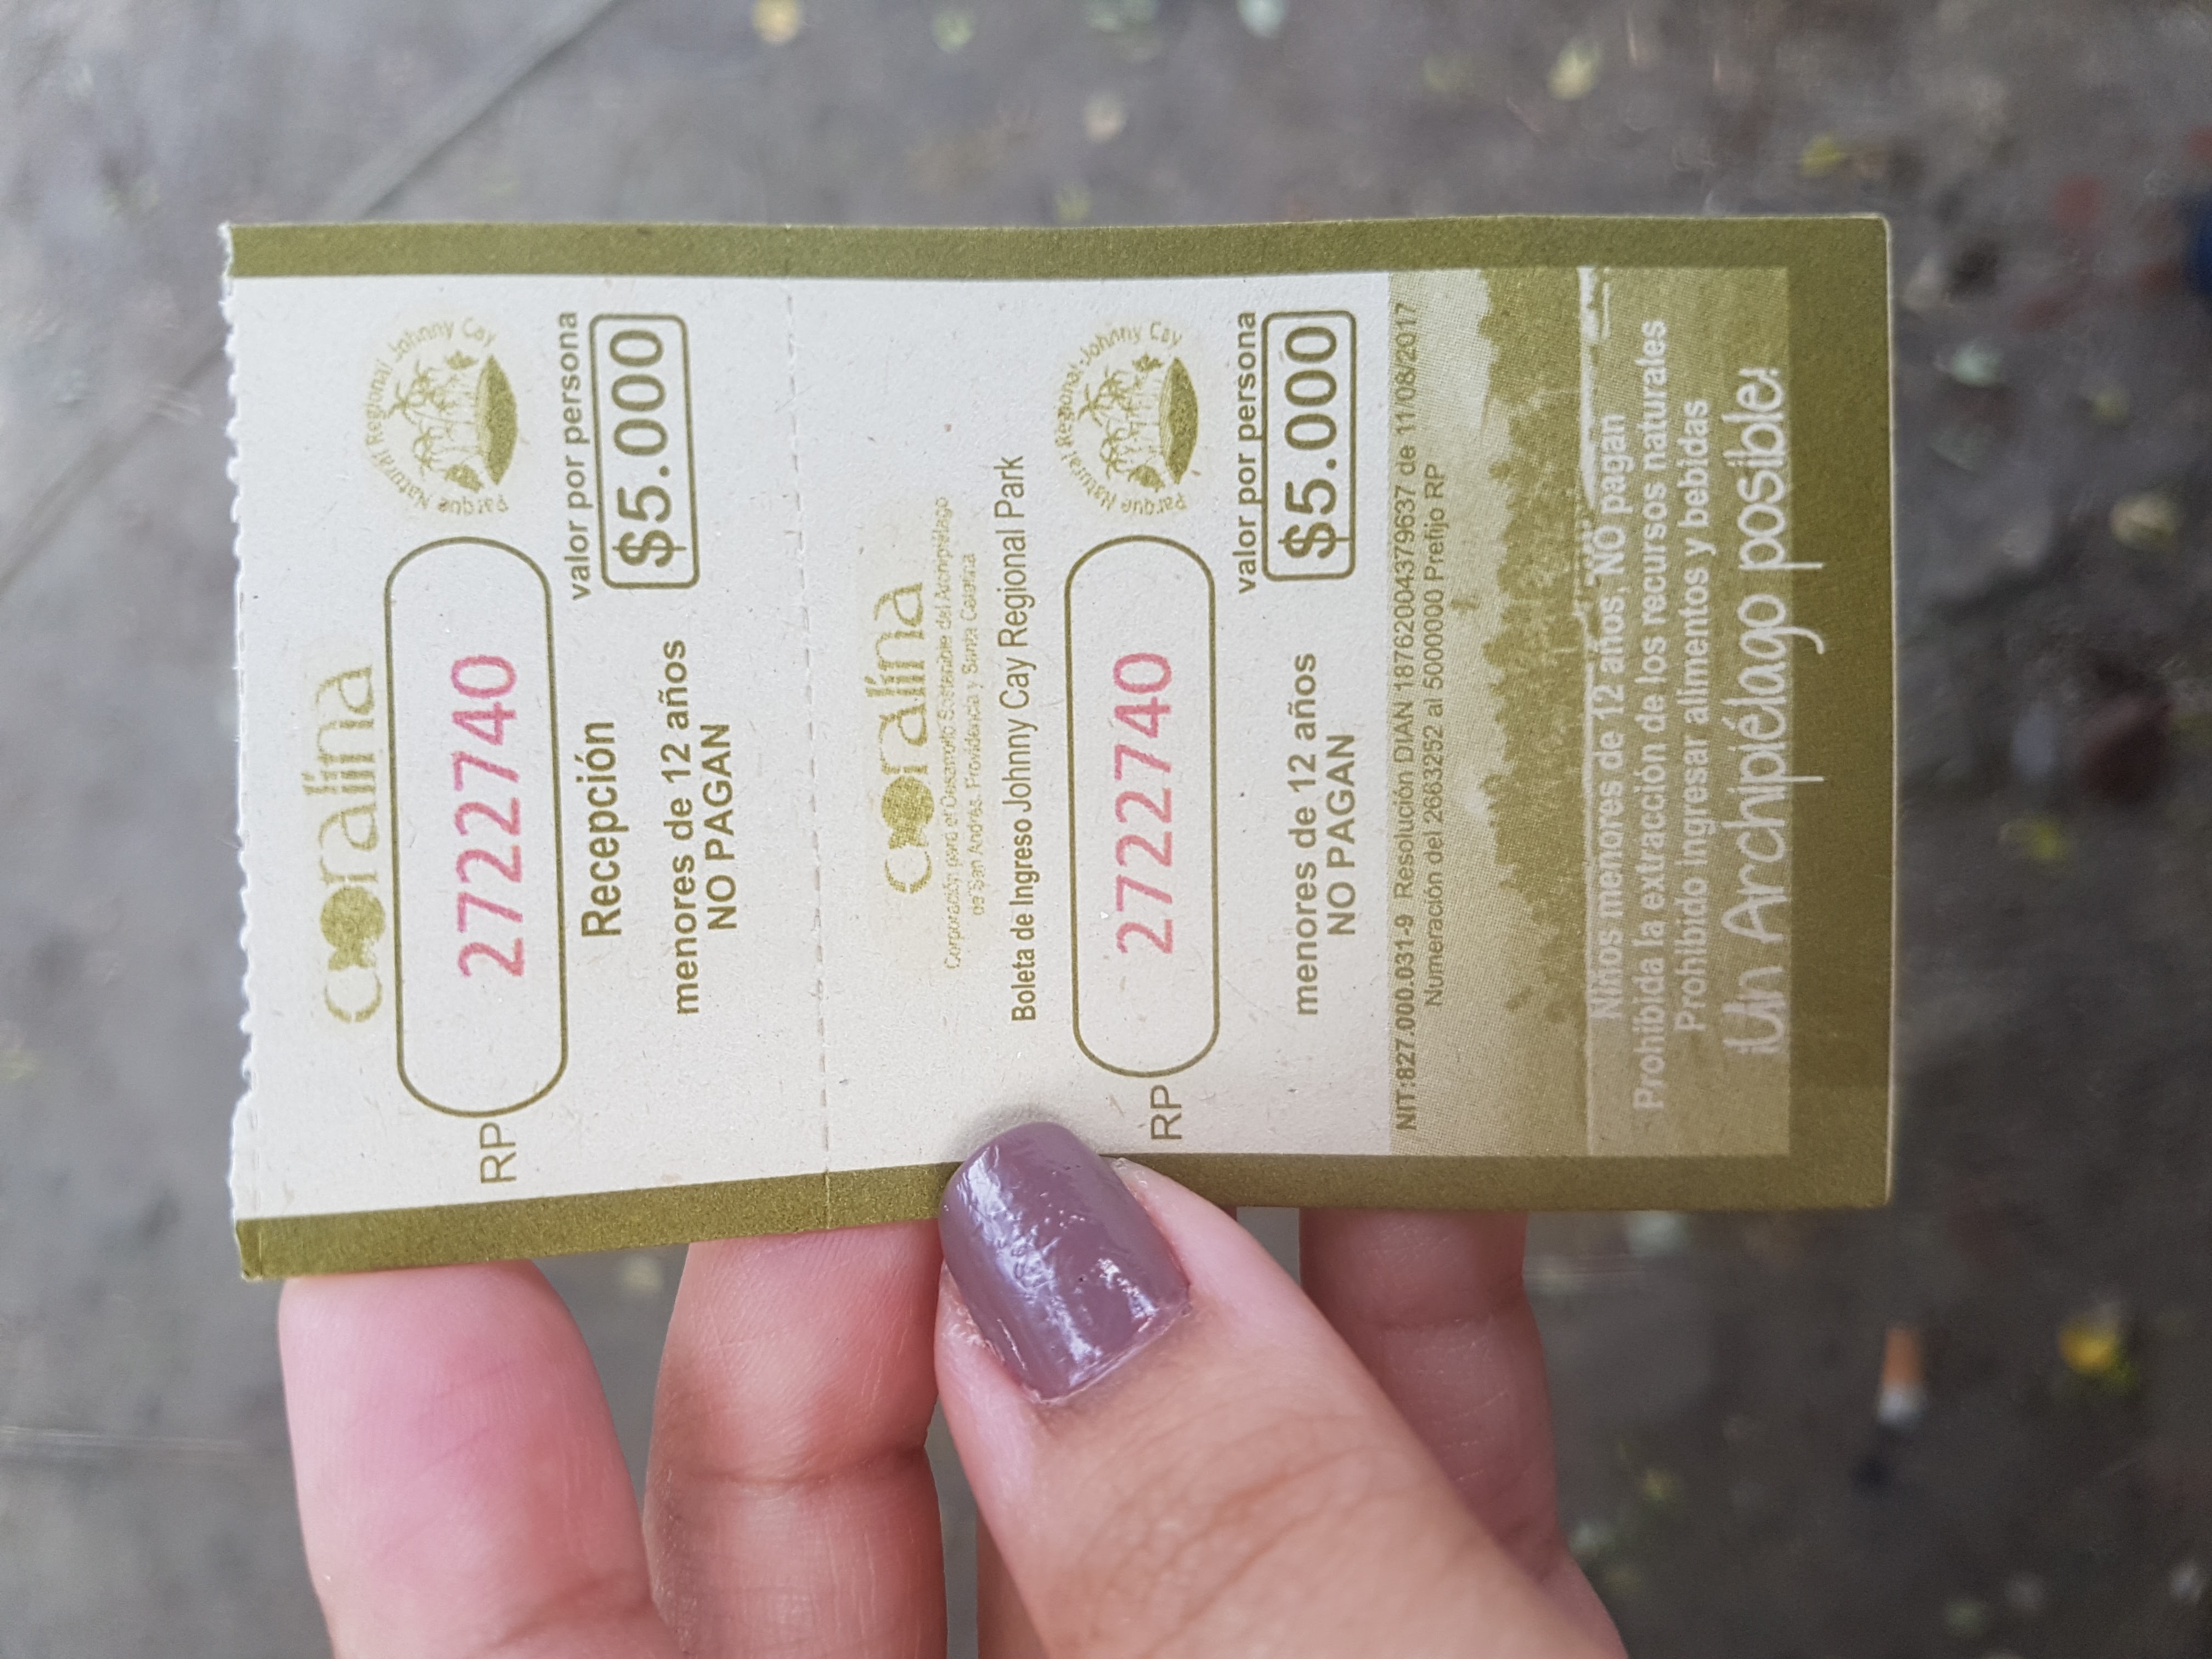 coralina
Parque Natural Regional Johnny Cay
RP 2722740
Recepción
valor por persona
menores de 12 años
$5.000
NO PAGAN
coralina
Corporación para el Desarrollo Sostenible del Archipiélago
de San Andrés, Providencia y Santa Catalina
Boleta de Ingreso Johnny Cay Regional Park
Parque Natural Regional Johnny Cay
RP 2722740
valor por persona
menores de 12 años
$5.000
NO PAGAN
NIT:827.000.031-9 Resolución DIAN 18762004379637 de 11/08/2017
Numeración del 2663252 al 5000000 Prefijo RP
Niños menores de 12 años, NO pagan
Prohibida la extracción de los recursos naturales
Prohibido ingresar alimentos y bebidas
¡Un Archipiélago posible!